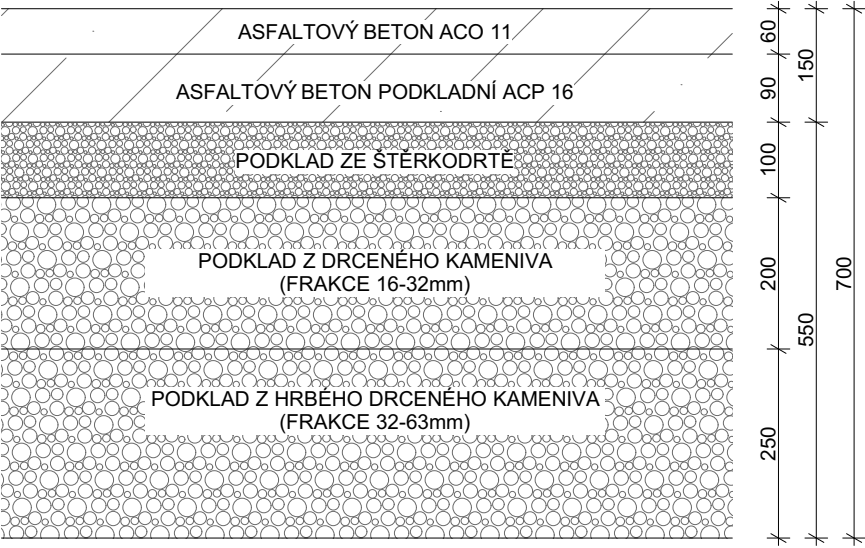 ASFALTOVÝ BETON ACO 11
60
150
ASFALTOVÝ BETON PODKLADNÍ ACP 16
90
PODKLAD ZE ŠTĚRKODRTĚ
100
PODKLAD Z DRCENÉHO KAMENIVA
(FRAKCE 16-32mm)
200
700
550
PODKLAD Z HRBÉHO DRCENÉHO KAMENIVA
(FRAKCE 32-63mm)
250